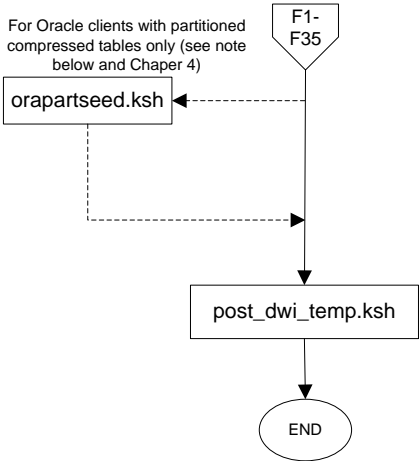 For Oracle clients with partitioned
compressed tables only (see note
below and Chaper 4)
F1-
F35
orapartseed.ksh
post_dwi_temp.ksh
END